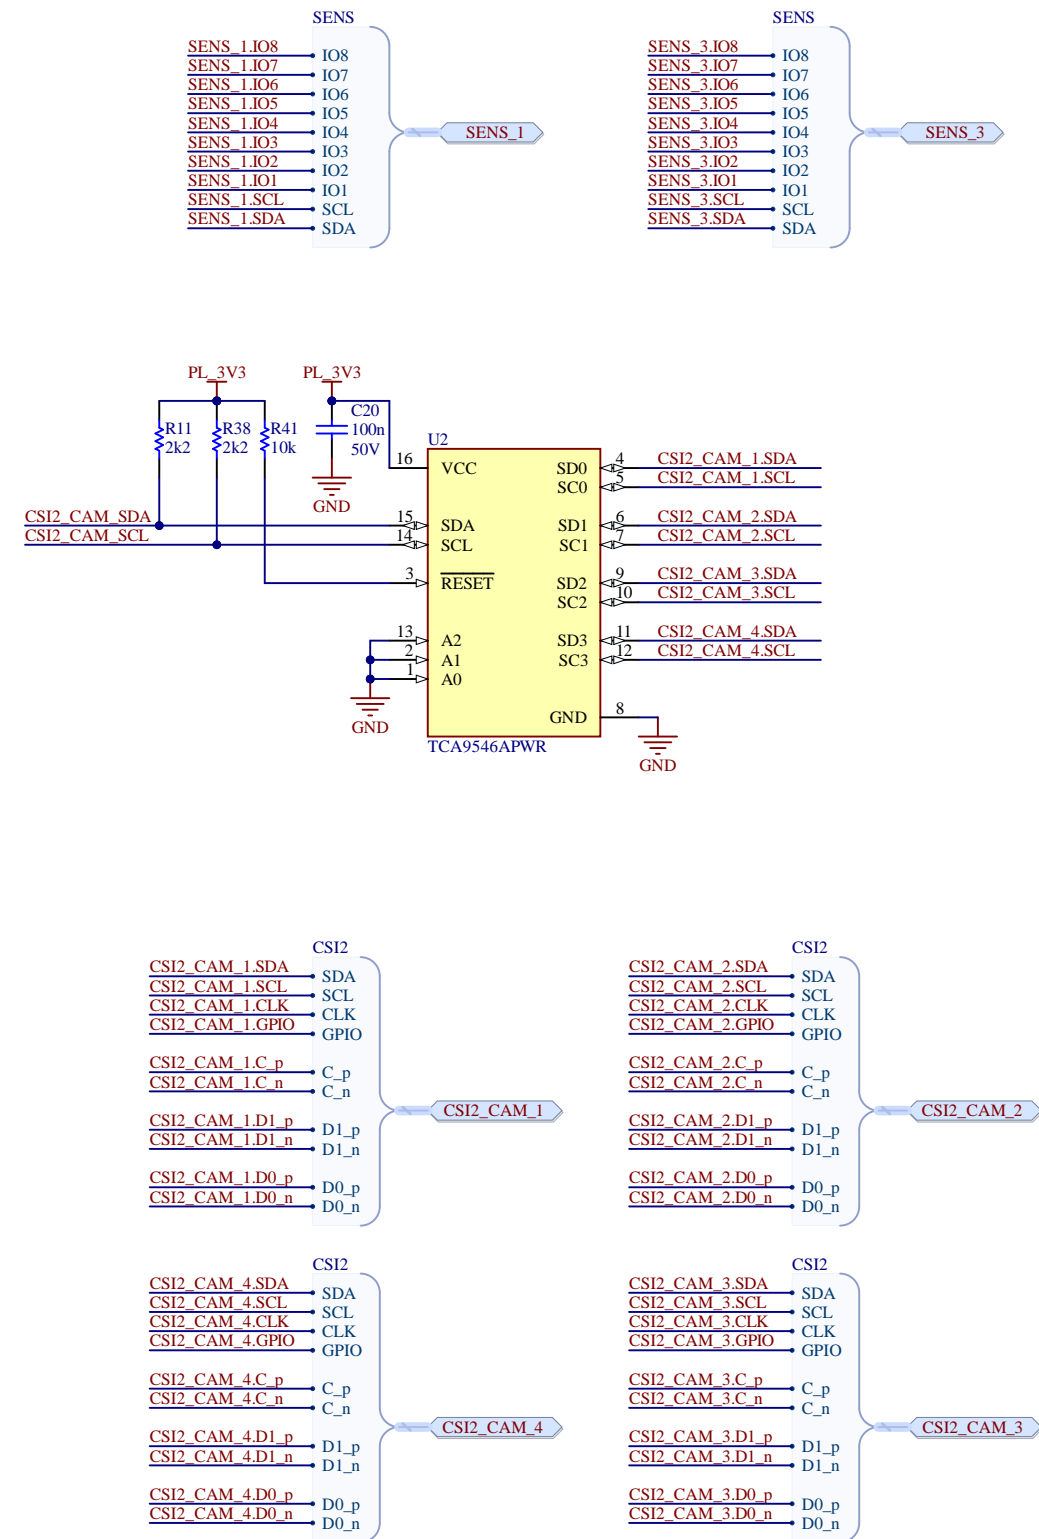 SENS
SENS_1.IO8 IO8
SENS_1.IO7 IO7
SENS_1.IO6 IO6
SENS_1.IO5 IO5
SENS_1.IO4 IO4
SENS_1.IO3 IO3
SENS_1.IO2 IO2
SENS_1.IO1 IO1
SENS_1.SCL SCL
SENS_1.SDA SDA
SENS_1
SENS
SENS_3.IO8 IO8
SENS_3.IO7 IO7
SENS_3.IO6 IO6
SENS_3.IO5 IO5
SENS_3.IO4 IO4
SENS_3.IO3 IO3
SENS_3.IO2 IO2
SENS_3.IO1 IO1
SENS_3.SCL SCL
SENS_3.SDA SDA
SENS_3
PL_3V3
R11
2k2
R38
2k2
R41
10k
PL_3V3
C20
100n
50V
GND
CSI2_CAM_SDA
CSI2_CAM_SCL
U2
16 VCC
15 SDA
14 SCL
3 RESET
13 A2
2 A1
1 A0
GND
SD0 4 CSI2_CAM_1.SDA
SC0 5 CSI2_CAM_1.SCL
SD1 6 CSI2_CAM_2.SDA
SC1 7 CSI2_CAM_2.SCL
SD2 9 CSI2_CAM_3.SDA
SC2 10 CSI2_CAM_3.SCL
SD3 11 CSI2_CAM_4.SDA
SC3 12 CSI2_CAM_4.SCL
GND 8
GND
TCA9546APWR
CSI2
CSI2_CAM_1.SDA SDA
CSI2_CAM_1.SCL SCL
CSI2_CAM_1.CLK CLK
CSI2_CAM_1.GPIO GPIO
CSI2_CAM_1.C_p C_p
CSI2_CAM_1.C_n C_n
CSI2_CAM_1.D1_p D1_p
CSI2_CAM_1.D1_n D1_n
CSI2_CAM_1.D0_p D0_p
CSI2_CAM_1.D0_n D0_n
CSI2_CAM_1
CSI2
CSI2_CAM_2.SDA SDA
CSI2_CAM_2.SCL SCL
CSI2_CAM_2.CLK CLK
CSI2_CAM_2.GPIO GPIO
CSI2_CAM_2.C_p C_p
CSI2_CAM_2.C_n C_n
CSI2_CAM_2.D1_p D1_p
CSI2_CAM_2.D1_n D1_n
CSI2_CAM_2.D0_p D0_p
CSI2_CAM_2.D0_n D0_n
CSI2_CAM_2
CSI2
CSI2_CAM_4.SDA SDA
CSI2_CAM_4.SCL SCL
CSI2_CAM_4.CLK CLK
CSI2_CAM_4.GPIO GPIO
CSI2_CAM_4.C_p C_p
CSI2_CAM_4.C_n C_n
CSI2_CAM_4.D1_p D1_p
CSI2_CAM_4.D1_n D1_n
CSI2_CAM_4.D0_p D0_p
CSI2_CAM_4.D0_n D0_n
CSI2_CAM_4
CSI2
CSI2_CAM_3.SDA SDA
CSI2_CAM_3.SCL SCL
CSI2_CAM_3.CLK CLK
CSI2_CAM_3.GPIO GPIO
CSI2_CAM_3.C_p C_p
CSI2_CAM_3.C_n C_n
CSI2_CAM_3.D1_p D1_p
CSI2_CAM_3.D1_n D1_n
CSI2_CAM_3.D0_p D0_p
CSI2_CAM_3.D0_n D0_n
CSI2_CAM_3